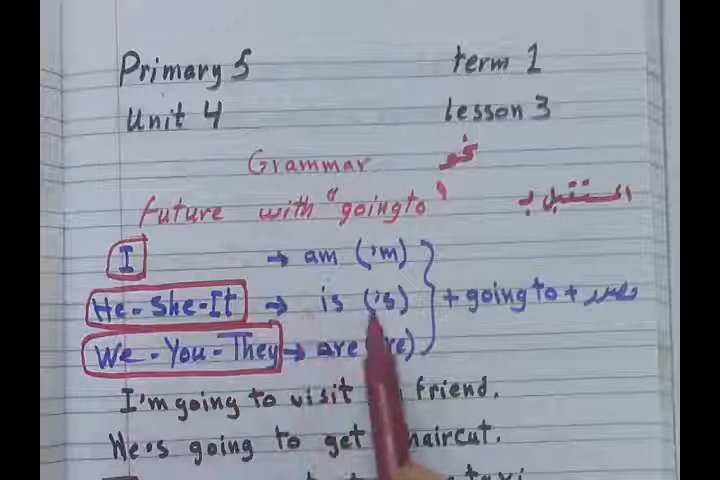 Primary 5 term 1
Unit 4 lesson 3
Grammar نحو
future with "going to" المستقبل بـ
I → am ('m)
He - She - It → is ('s) + going to + مصدر
We - You - They → are ('re)
I'm going to visit friend.
He's going to get haircut.